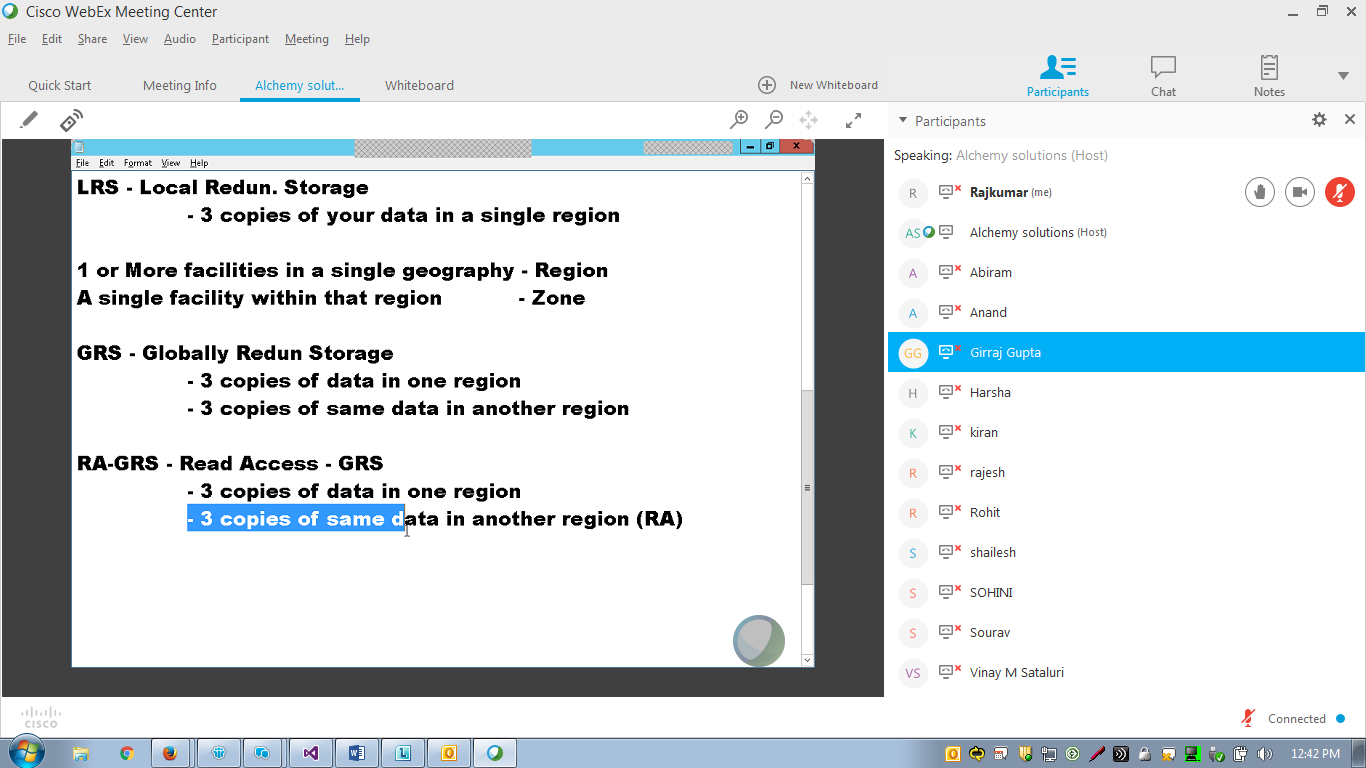 Cisco WebEx Meeting Center
File Edit Share View Audio Participant Meeting Help
Quick Start Meeting Info Alchemy solut... Whiteboard New Whiteboard
Participants Chat Notes
File Edit Format View Help
LRS - Local Redun. Storage
- 3 copies of your data in a single region
1 or More facilities in a single geography - Region
A single facility within that region - Zone
GRS - Globally Redun Storage
- 3 copies of data in one region
- 3 copies of same data in another region
RA-GRS - Read Access - GRS
- 3 copies of data in one region
- 3 copies of same data in another region (RA)
Participants
Speaking: Alchemy solutions (Host)
R Rajkumar (me)
AS Alchemy solutions (Host)
A Abiram
A Anand
GG Girraj Gupta
H Harsha
K kiran
R rajesh
R Rohit
S shailesh
S SOHINI
S Sourav
VS Vinay M Sataluri
CISCO
Connected
12:42 PM